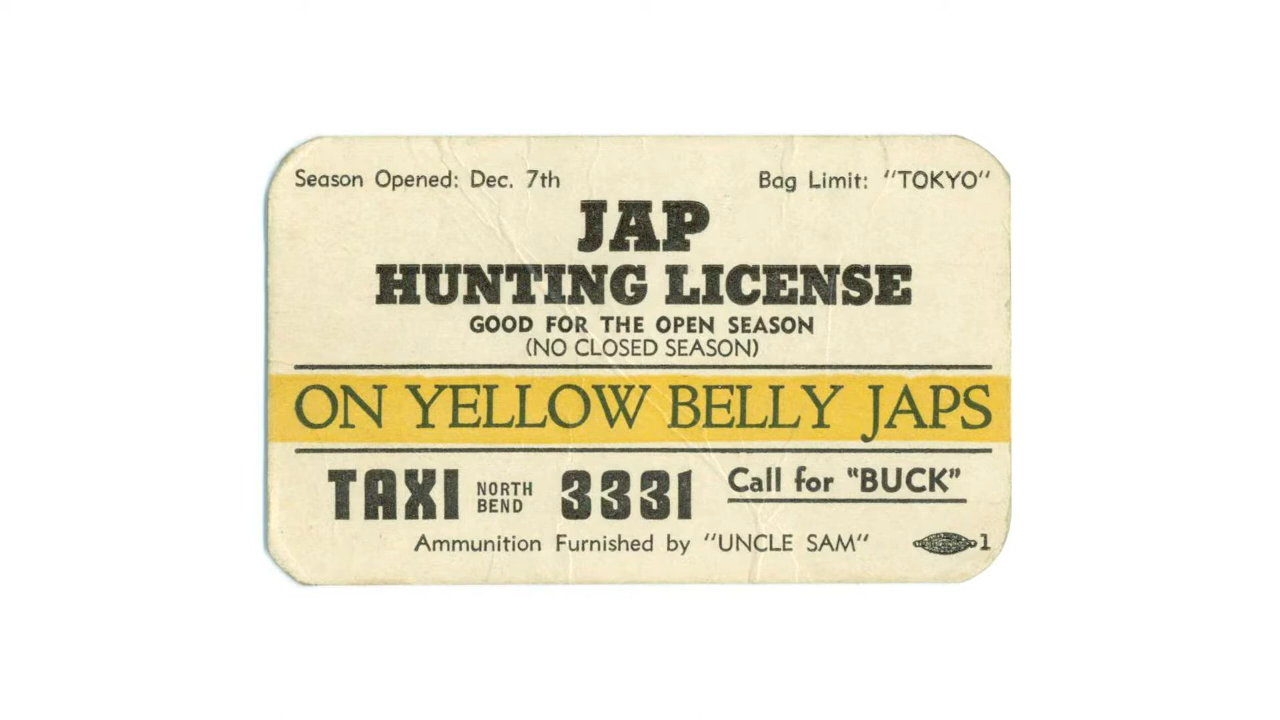 Season Opened: Dec. 7th Bag Limit: "TOKYO"
JAP
HUNTING LICENSE
GOOD FOR THE OPEN SEASON
(NO CLOSED SEASON)
ON YELLOW BELLY JAPS
TAXI NORTH BEND 3331 Call for "BUCK"
Ammunition Furnished by "UNCLE SAM" 1